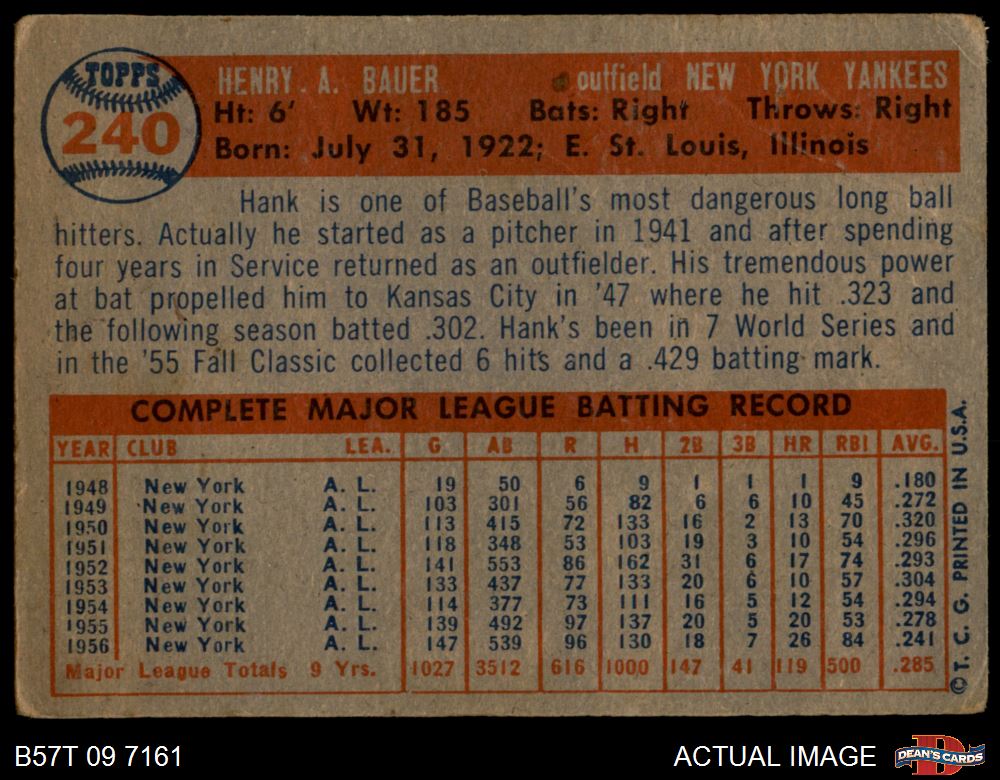 TOPPS
240
HENRY A. BAUER outfield NEW YORK YANKEES
Ht: 6' Wt: 185 Bats: Right Throws: Right
Born: July 31, 1922; E. St. Louis, Illinois
Hank is one of Baseball's most dangerous long ball
hitters. Actually he started as a pitcher in 1941 and after spending
four years in Service returned as an outfielder. His tremendous power
at bat propelled him to Kansas City in '47 where he hit .323 and
the following season batted .302. Hank's been in 7 World Series and
in the '55 Fall Classic collected 6 hits and a .429 batting mark.
COMPLETE MAJOR LEAGUE BATTING RECORD
YEAR CLUB LEA. G AB R H 2B 3B HR RBI AVG.
1948 New York A. L. 19 50 6 9 1 1 1 9 .180
1949 New York A. L. 103 301 56 82 6 6 10 45 .272
1950 New York A. L. 113 415 72 133 16 2 13 70 .320
1951 New York A. L. 118 348 53 103 19 3 10 54 .296
1952 New York A. L. 141 553 86 162 31 6 17 74 .293
1953 New York A. L. 133 437 77 133 20 6 10 57 .304
1954 New York A. L. 114 377 73 111 16 5 12 54 .294
1955 New York A. L. 139 492 97 137 20 5 20 53 .278
1956 New York A. L. 147 539 96 130 18 7 26 84 .241
Major League Totals 9 Yrs. 1027 3512 616 1000 147 41 119 500 .285
© T. C. G. PRINTED IN U.S.A.
B57T 09 7161 ACTUAL IMAGE DEAN'S CARDS